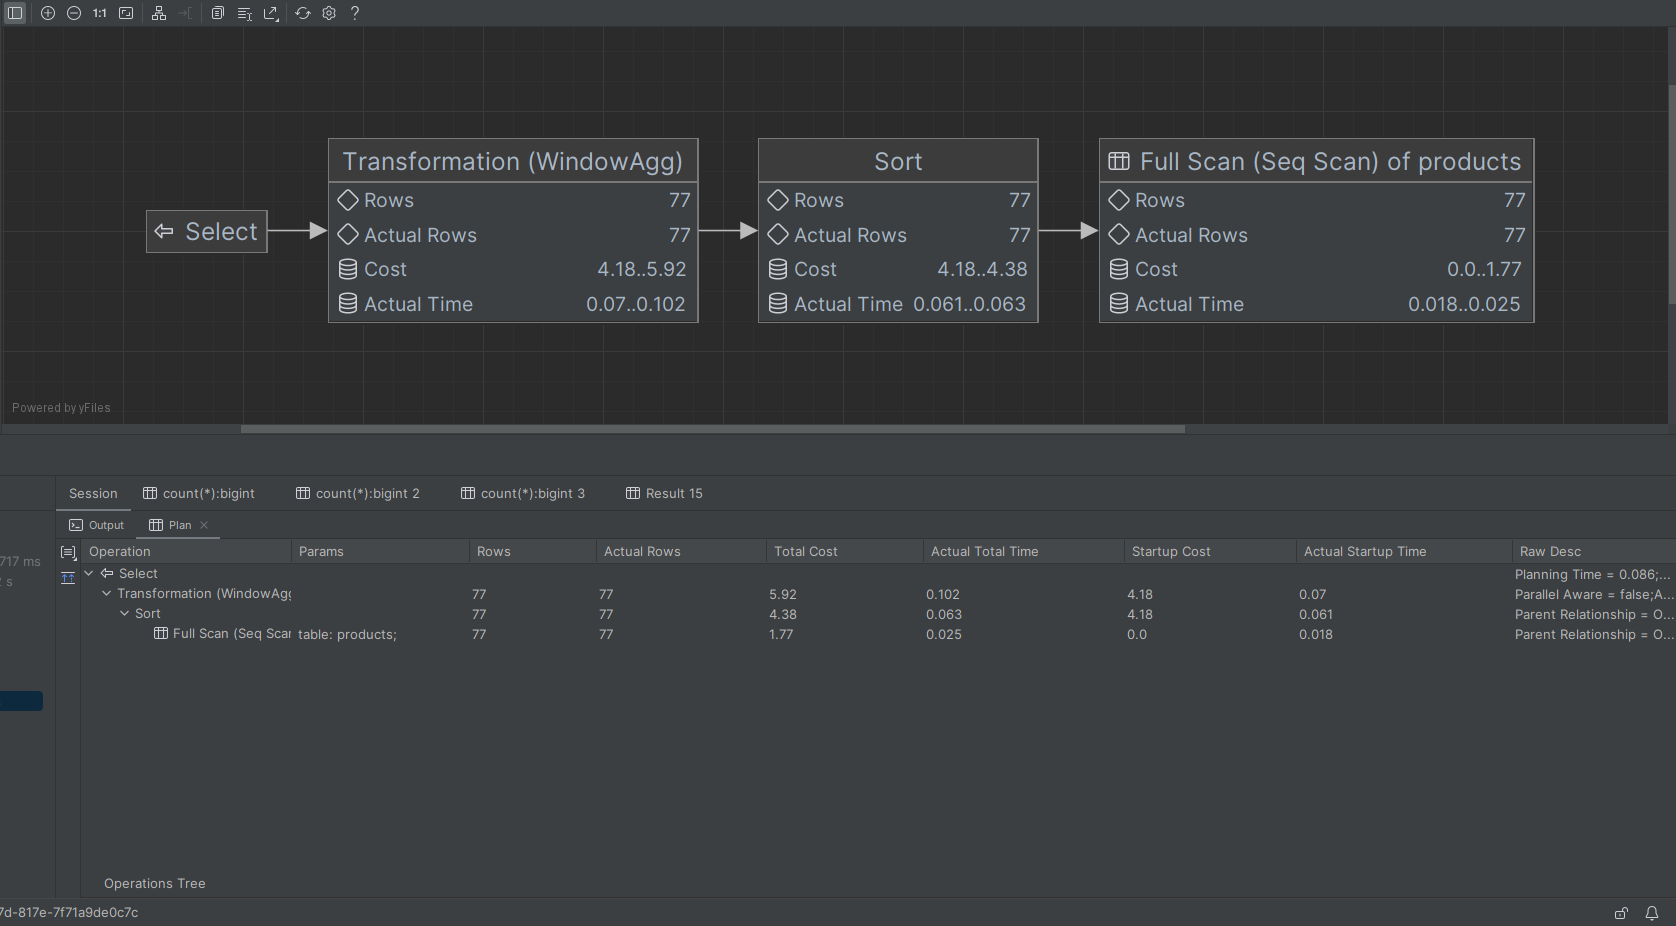 1:1
Transformation (WindowAgg)
Sort
Full Scan (Seq Scan) of products
Rows 77
Rows 77
Rows 77
Select
Actual Rows 77
Actual Rows 77
Actual Rows 77
Cost 4.18..5.92
Cost 4.18..4.38
Cost 0.0..1.77
Actual Time 0.07..0.102
Actual Time 0.061..0.063
Actual Time 0.018..0.025
Powered by yFiles
Session count(*):bigint count(*):bigint 2 count(*):bigint 3 Result 15
Output Plan
717 ms
s
Operation Params Rows Actual Rows Total Cost Actual Total Time Startup Cost Actual Startup Time Raw Desc
Select Planning Time = 0.086;...
Transformation (WindowAgg 77 77 5.92 0.102 4.18 0.07 Parallel Aware = false;A...
Sort 77 77 4.38 0.063 4.18 0.061 Parent Relationship = O...
Full Scan (Seq Scan table: products; 77 77 1.77 0.025 0.0 0.018 Parent Relationship = O...
Operations Tree
7d-817e-7f71a9de0c7c